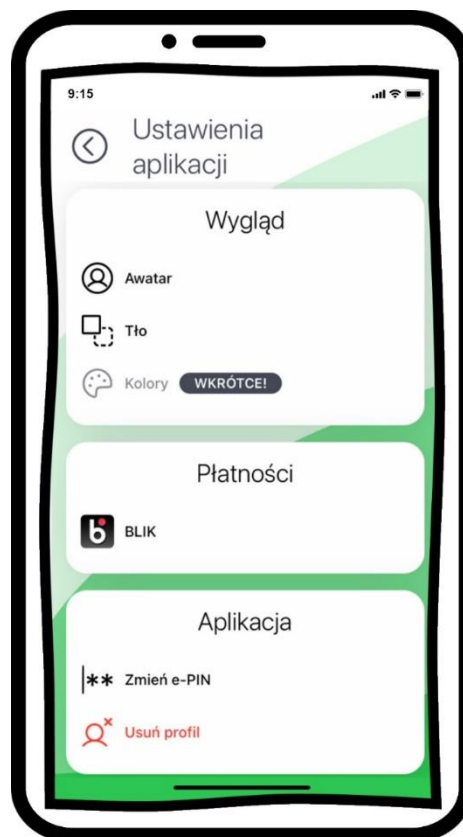 9:15
Ustawienia
aplikacji
Wygląd
Awatar
Tło
Kolory WKRÓTCE!
Płatności
BLIK
Aplikacja
|** Zmień e-PIN
Usuń profil